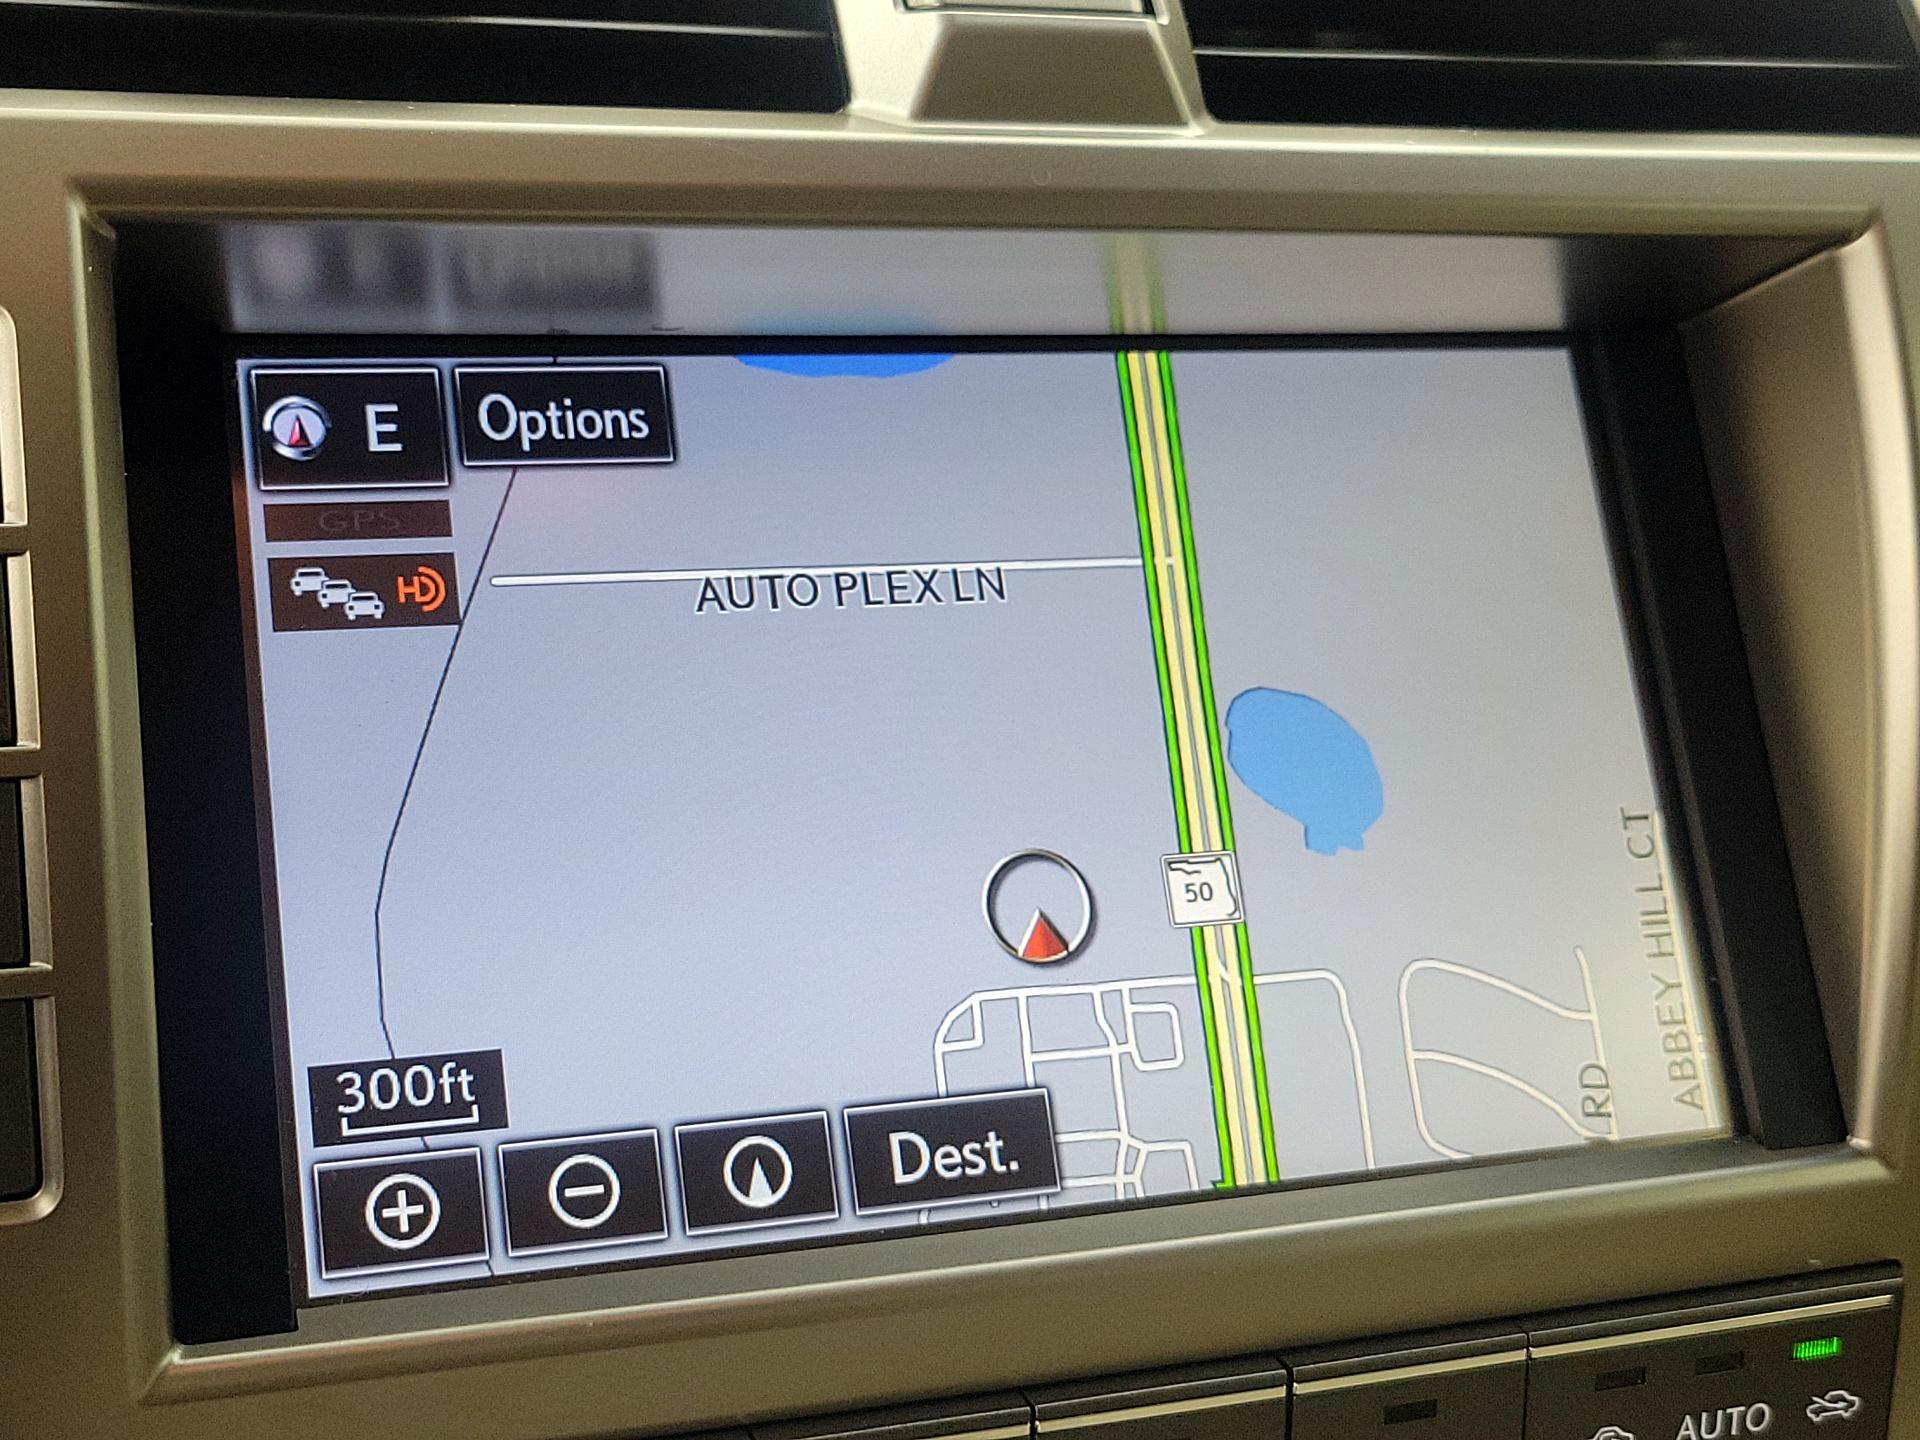 E Options
GPS
HD
AUTO PLEX LN
50
ABBEY HILL CT
RD
300ft
Dest.
AUTO